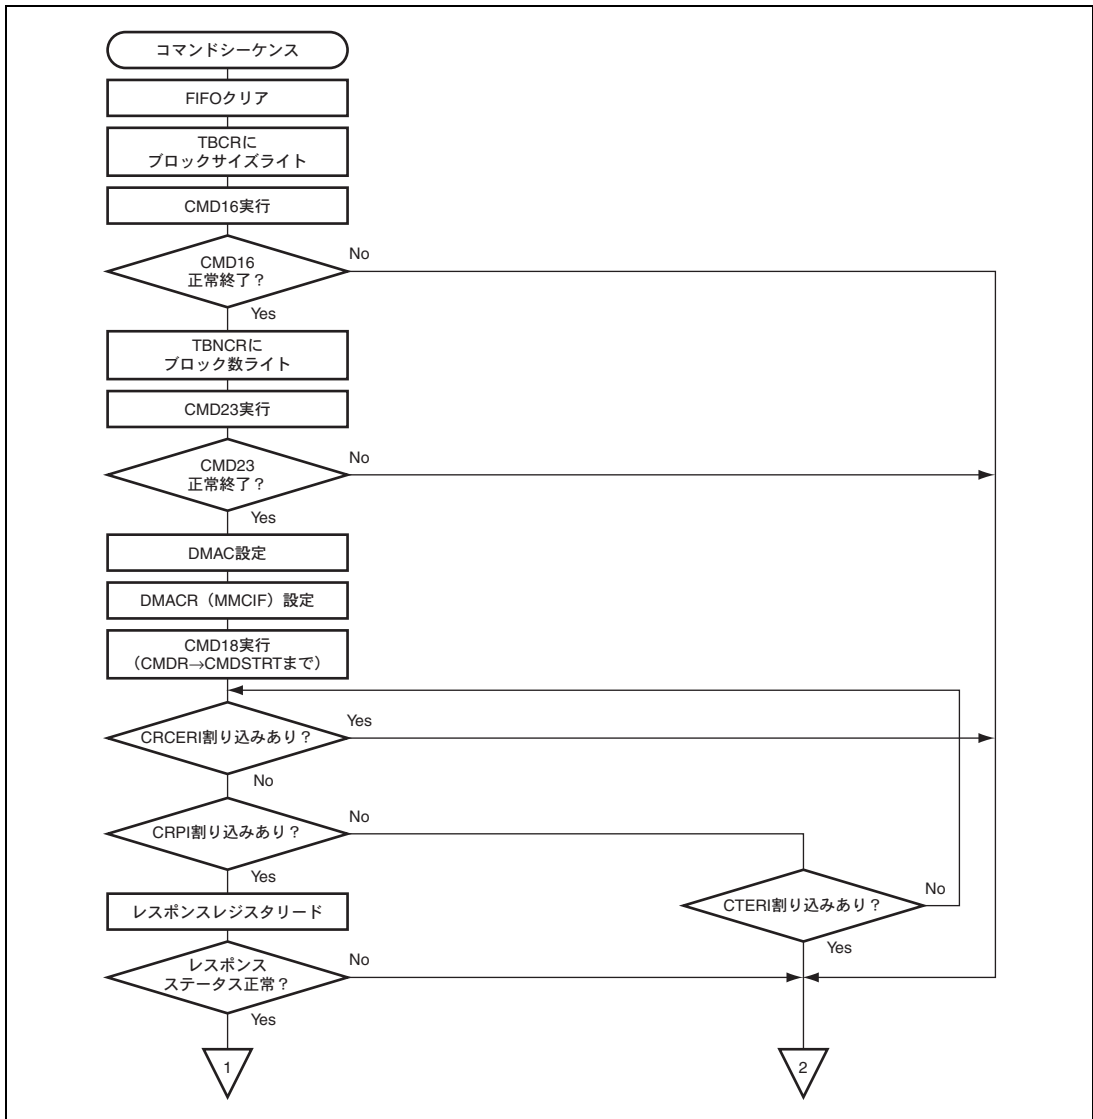 コマンドシーケンス
FIFOクリア
TBCRに
ブロックサイズライト
CMD16実行
CMD16
正常終了？
No
Yes
TBNCRに
ブロック数ライト
CMD23実行
CMD23
正常終了？
No
Yes
DMAC設定
DMACR（MMCIF）設定
CMD18実行
（CMDR→CMDSTRTまで）
CRCERI割り込みあり？
Yes
No
CRPI割り込みあり？
No
Yes
CTERI割り込みあり？
No
Yes
レスポンスレジスタリード
レスポンス
ステータス正常？
No
Yes
1
2